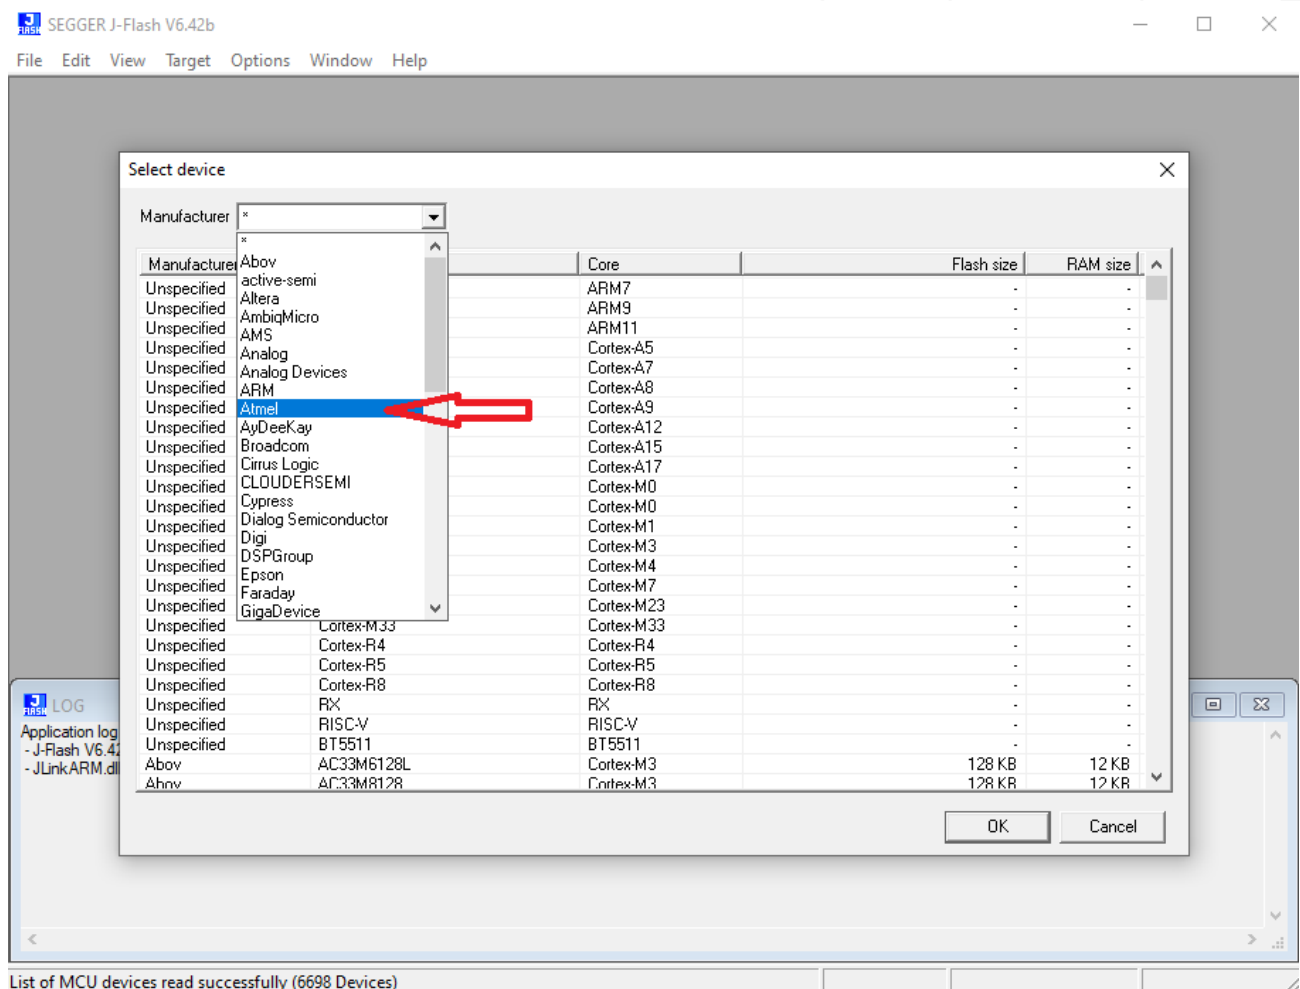 SEGGER J-Flash V6.42b
File Edit View Target Options Window Help
Select device
Manufacturer *
*
Abov
active-semi
Altera
AmbiqMicro
AMS
Analog
Analog Devices
ARM
Atmel
AyDeeKay
Broadcom
Cirrus Logic
CLOUDERSEMI
Cypress
Dialog Semiconductor
Digi
DSPGroup
Epson
Faraday
GigaDevice
Manufacturer Core Flash size RAM size
Unspecified ARM7 - -
Unspecified ARM9 - -
Unspecified ARM11 - -
Unspecified Cortex-A5 - -
Unspecified Cortex-A7 - -
Unspecified Cortex-A8 - -
Unspecified Cortex-A9 - -
Unspecified Cortex-A12 - -
Unspecified Cortex-A15 - -
Unspecified Cortex-A17 - -
Unspecified Cortex-M0 - -
Unspecified Cortex-M0 - -
Unspecified Cortex-M1 - -
Unspecified Cortex-M3 - -
Unspecified Cortex-M4 - -
Unspecified Cortex-M7 - -
Unspecified Cortex-M23 - -
Unspecified Cortex-M33 Cortex-M33 - -
Unspecified Cortex-R4 Cortex-R4 - -
Unspecified Cortex-R5 Cortex-R5 - -
Unspecified Cortex-R8 Cortex-R8 - -
Unspecified RX RX - -
Unspecified RISC-V RISC-V - -
Unspecified BT5511 BT5511 - -
Abov AC33M6128L Cortex-M3 128 KB 12 KB
Abov AC33M8128 Cortex-M3 128 KB 12 KB
OK Cancel
LOG
Application log
- J-Flash V6.42
- JLinkARM.dl
List of MCU devices read successfully (6698 Devices)